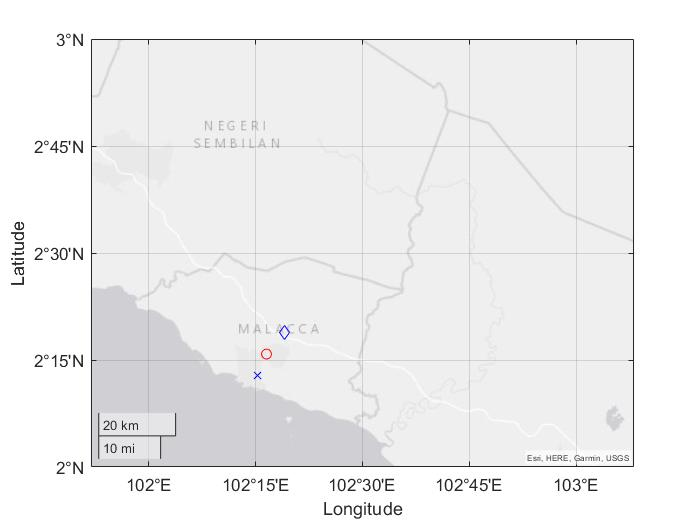 3°N
NEGERI
SEMBILAN
2°45'N
2°30'N
Latitude
MALACCA
2°15'N
20 km
10 mi
Esri, HERE, Garmin, USGS
2°N
102°E 102°15'E 102°30'E 102°45'E 103°E
Longitude